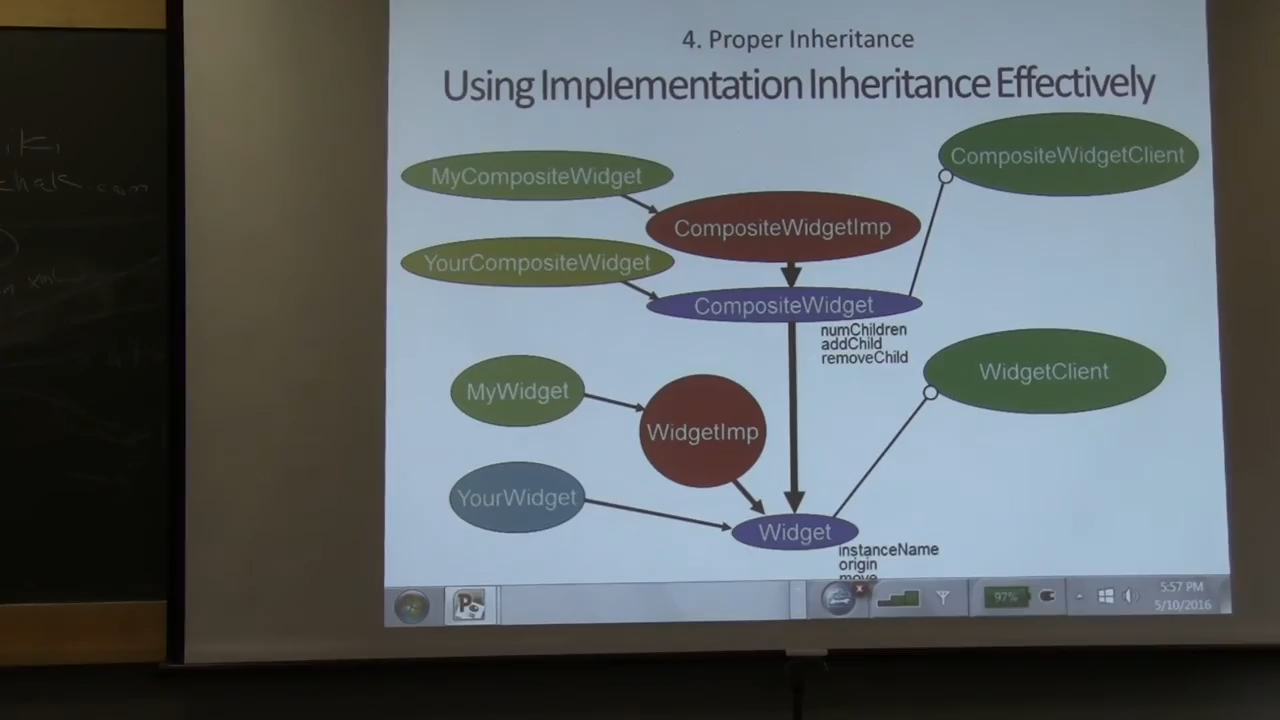 4. Proper Inheritance
Using Implementation Inheritance Effectively
CompositeWidgetClient
MyCompositeWidget
CompositeWidgetImp
YourCompositeWidget
CompositeWidget
numChildren
addChild
removeChild
WidgetClient
MyWidget
WidgetImp
YourWidget
Widget
instanceName
origin
move
97%
5:57 PM
5/10/2016